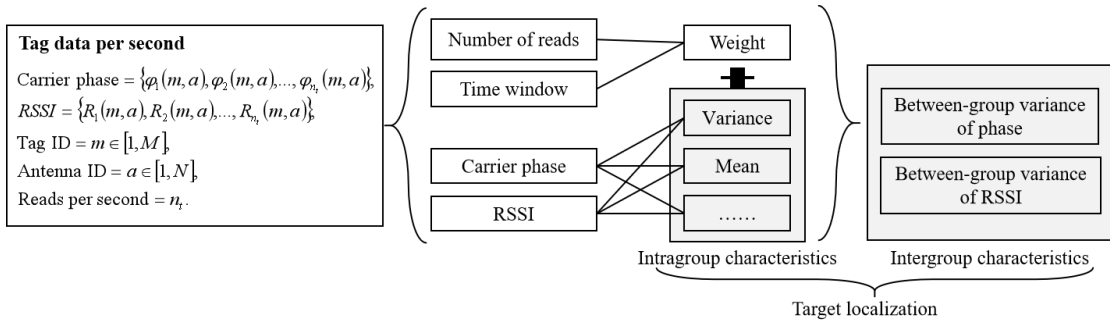 Tag data per second
Carrier phase = {φ₁(m,a),φ₂(m,a),...,φₙₜ(m,a)},
RSSI = {R₁(m,a),R₂(m,a),...,Rₙₜ(m,a)},
Tag ID = m ∈ [1,M],
Antenna ID = a ∈ [1,N],
Reads per second = nₜ.
Number of reads
Time window
Carrier phase
RSSI
Weight
Variance
Mean
……
Intragroup characteristics
Between-group variance
of phase
Between-group variance
of RSSI
Intergroup characteristics
Target localization